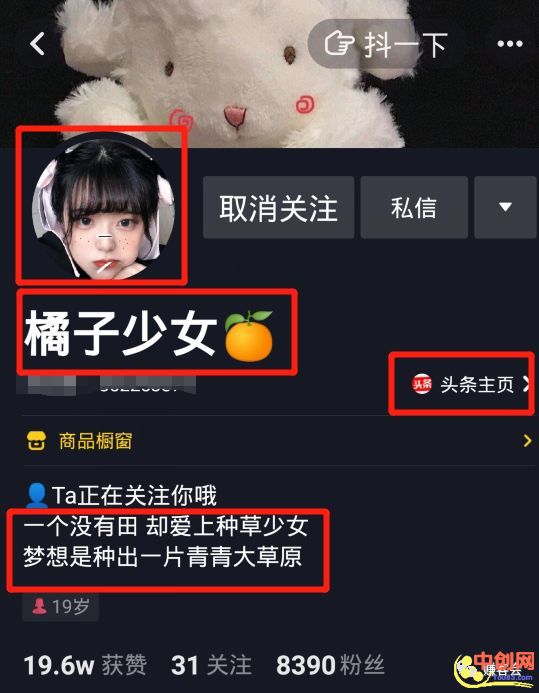 抖一下
取消关注
私信
橘子少女🍊
头条 头条主页
商品橱窗
👤Ta正在关注你哦
一个没有田 却爱上种草少女
梦想是种出一片青青大草原
19岁
19.6w 获赞 31 关注 8390 粉丝
中创网